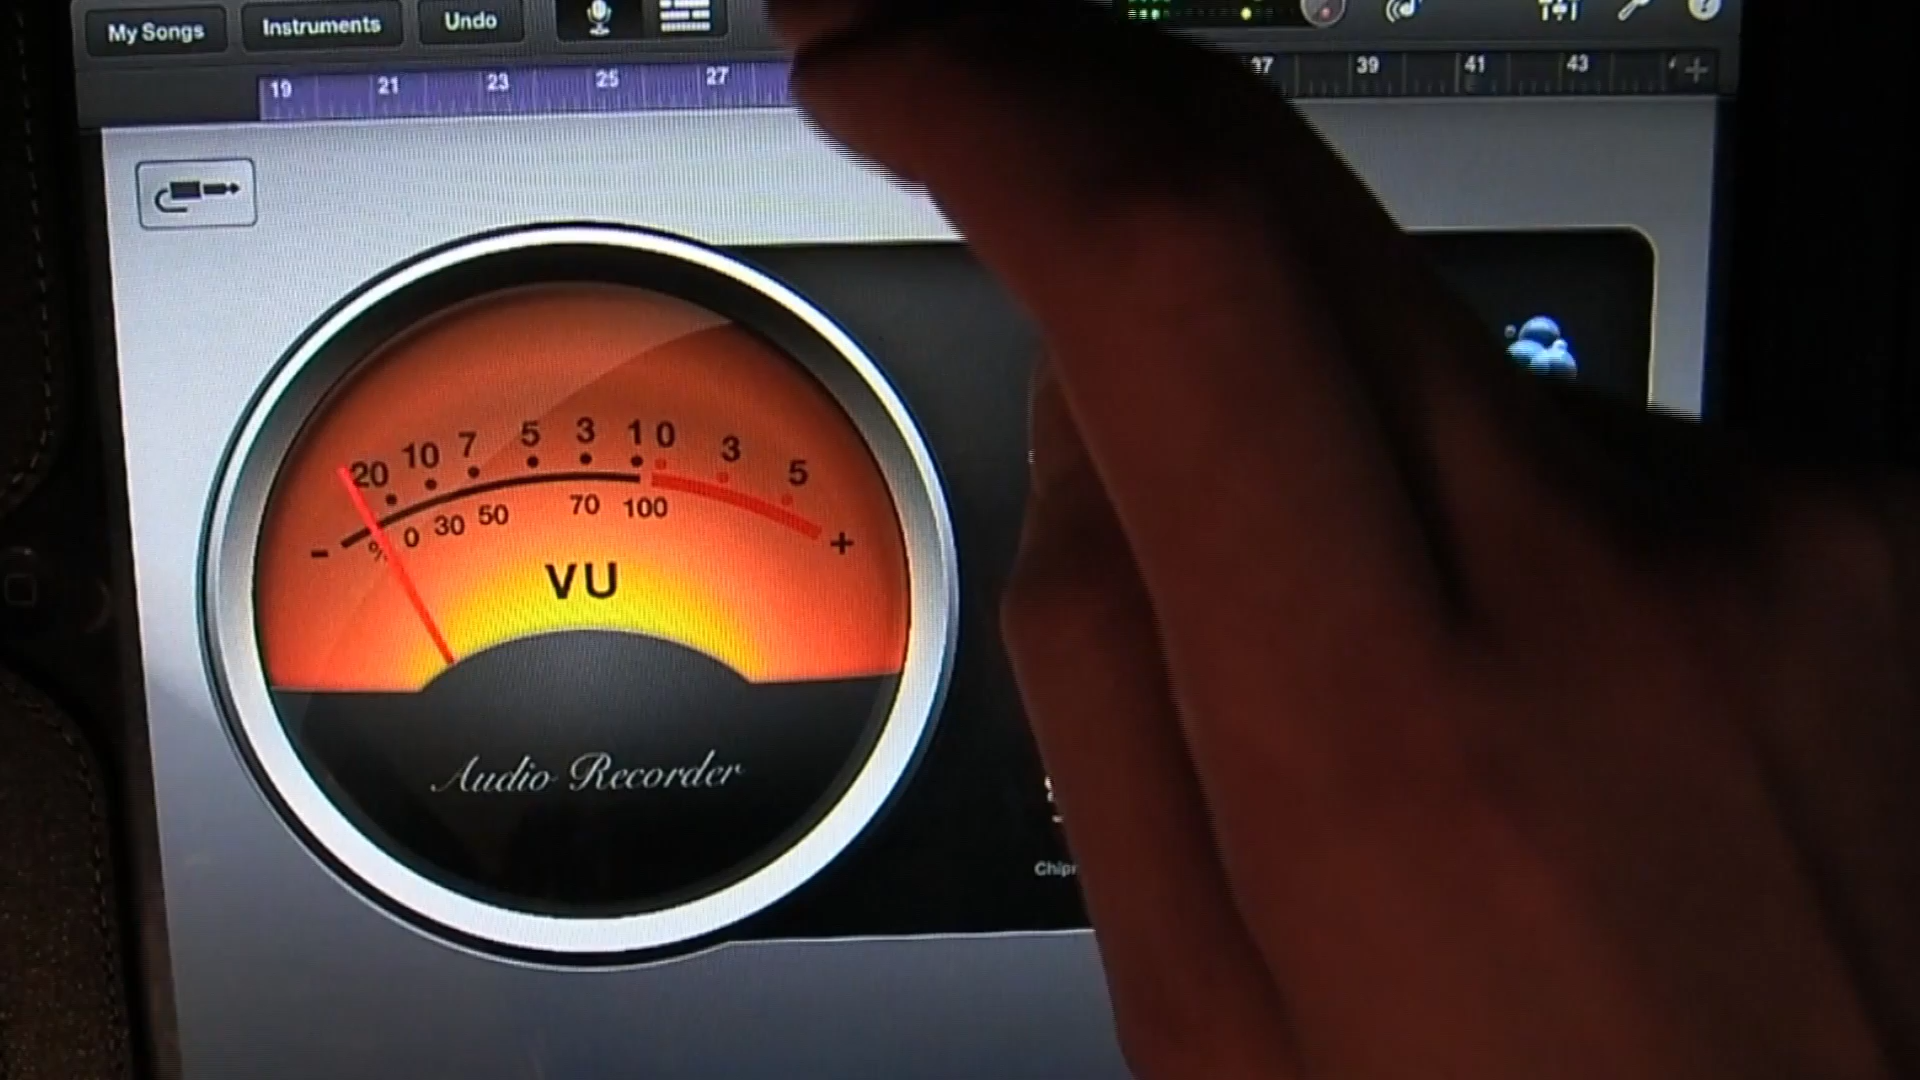 My Songs Instruments Undo
19 21 23 25 27 37 39 41 43
20 10 7 5 3 1 0 3 5
- % 0 30 50 70 100 +
VU
Audio Recorder